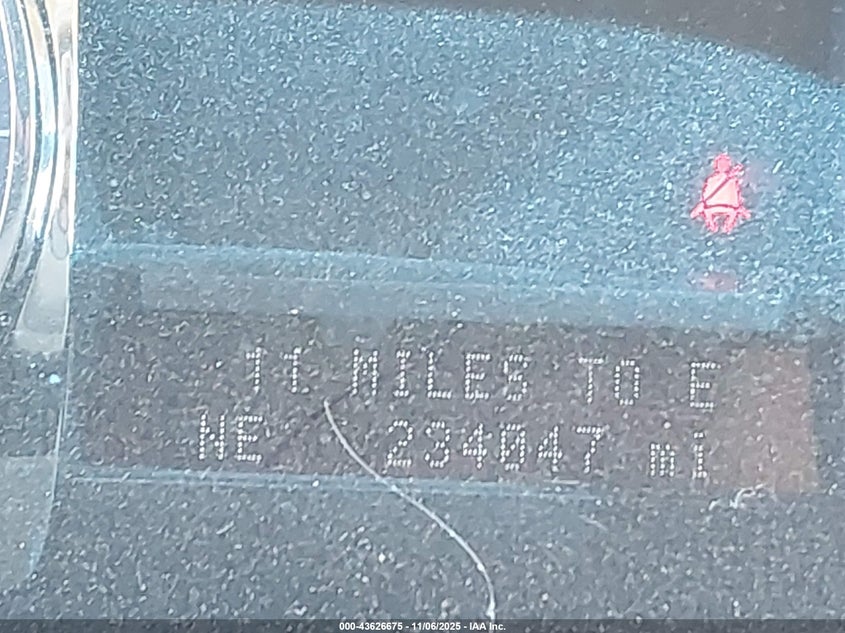 11 MILES TO E
NE 234047 mi
000-43626675 - 11/06/2025 - IAA Inc.